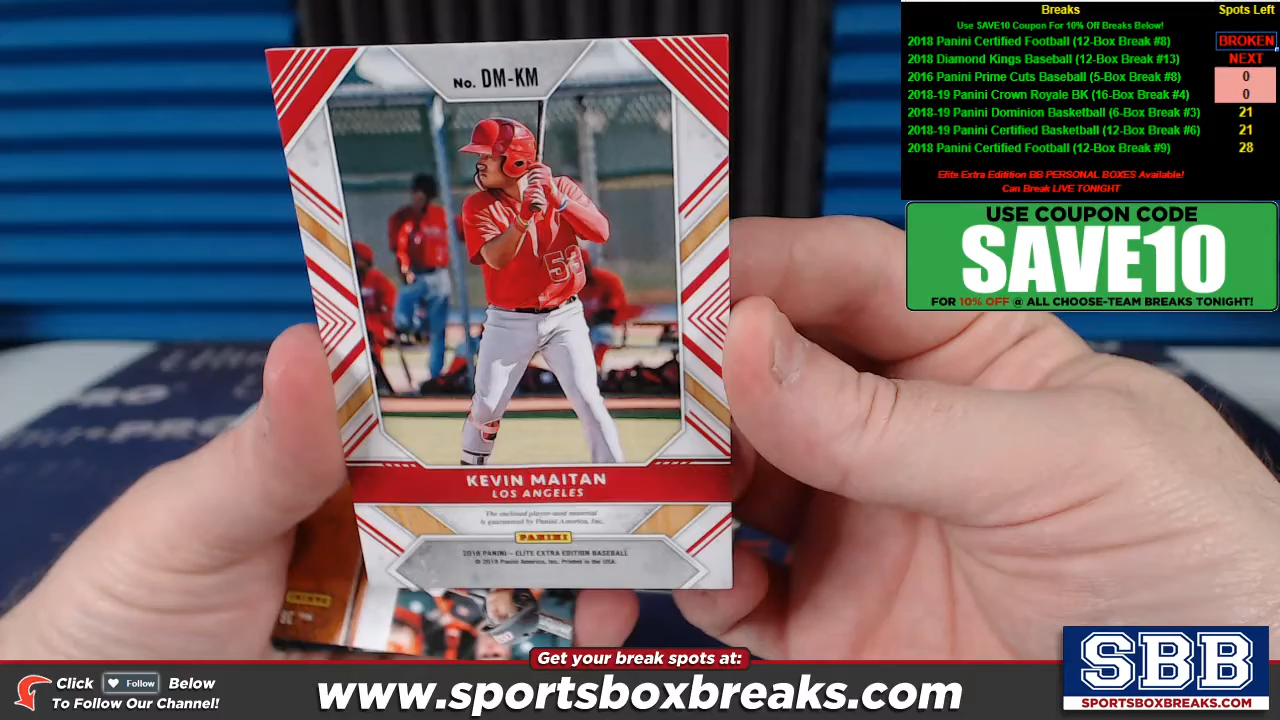 Breaks Spots Left
Use SAVE10 Coupon For 10% Off Breaks Below!
2018 Panini Certified Football (12-Box Break #8) BROKEN
2018 Diamond Kings Baseball (12-Box Break #13) NEXT
2016 Panini Prime Cuts Baseball (5-Box Break #8) 0
2018-19 Panini Crown Royale BK (16-Box Break #4) 0
2018-19 Panini Dominion Basketball (6-Box Break #3) 21
2018-19 Panini Certified Basketball (12-Box Break #6) 21
2018 Panini Certified Football (12-Box Break #9) 28
Elite Extra Edition BB PERSONAL BOXES Available!
Can Break LIVE TONIGHT
USE COUPON CODE
SAVE10
FOR 10% OFF @ ALL CHOOSE-TEAM BREAKS TONIGHT!
No. DM-KM
53
KEVIN MAITAN
LOS ANGELES
The enclosed player-used material
is guaranteed by Panini America, Inc.
PANINI
2018 PANINI - ELITE EXTRA EDITION BASEBALL
© 2019 Panini America, Inc. Printed in the USA.
Get your break spots at:
Click Follow Below
To Follow Our Channel!
www.sportsboxbreaks.com
SBB
SPORTSBOXBREAKS.COM